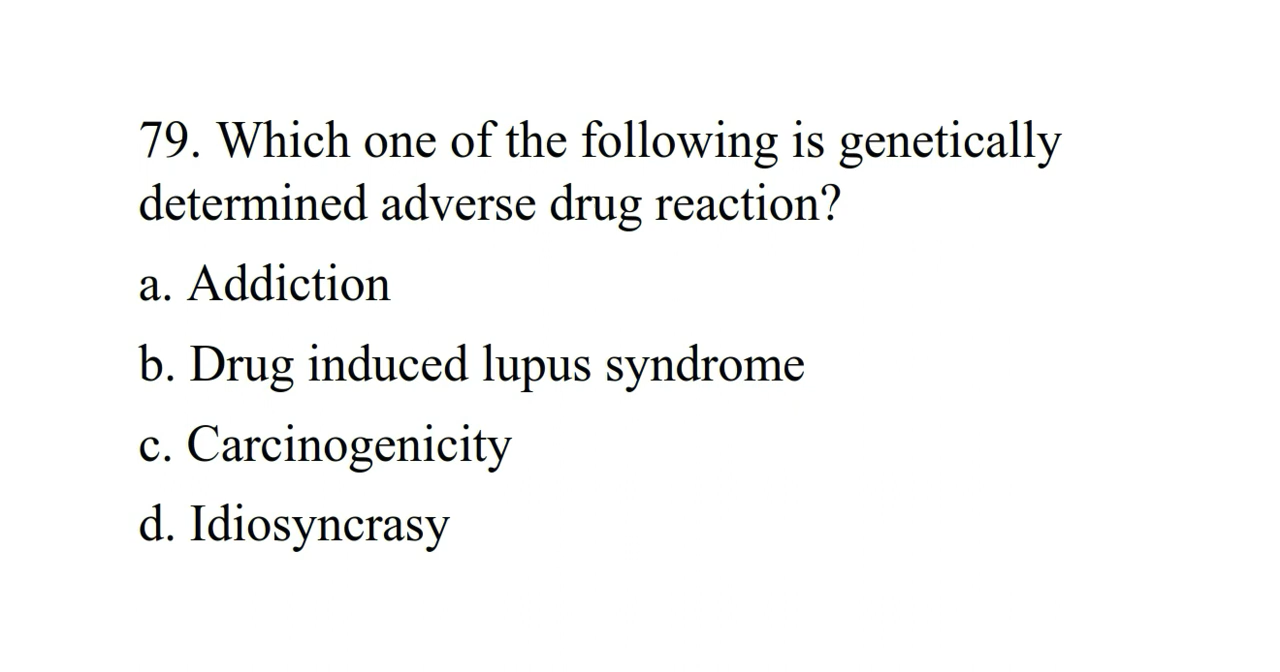 79. Which one of the following is genetically
determined adverse drug reaction?
a. Addiction
b. Drug induced lupus syndrome
c. Carcinogenicity
d. Idiosyncrasy